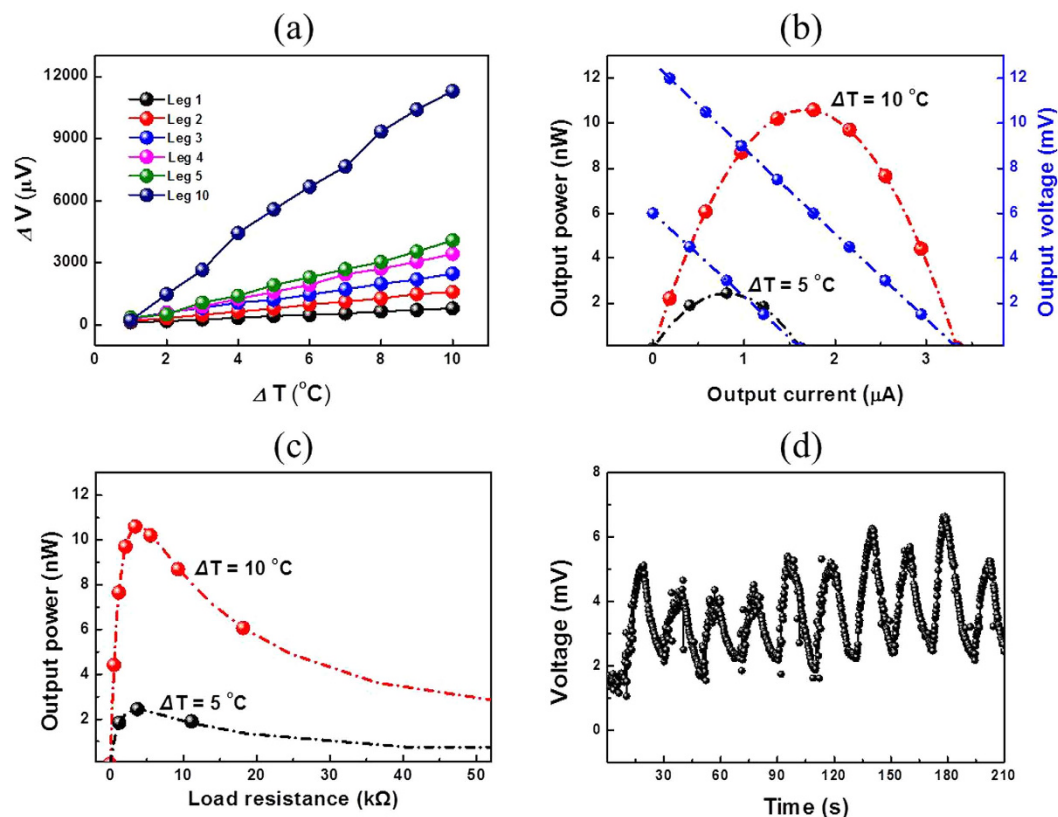 (a)
12000
9000
6000
3000
0
Δ V (μV)
Leg 1
Leg 2
Leg 3
Leg 4
Leg 5
Leg 10
0 2 4 6 8 10
Δ T (°C)
(b)
12
10
8
6
4
2
Output power (nW)
ΔT = 10 °C
ΔT = 5 °C
12
10
8
6
4
2
Output voltage (mV)
0 1 2 3
Output current (μA)
(c)
12
10
8
6
4
2
Output power (nW)
ΔT = 10 °C
ΔT = 5 °C
0 10 20 30 40 50
Load resistance (kΩ)
(d)
8
6
4
2
0
Voltage (mV)
30 60 90 120 150 180 210
Time (s)